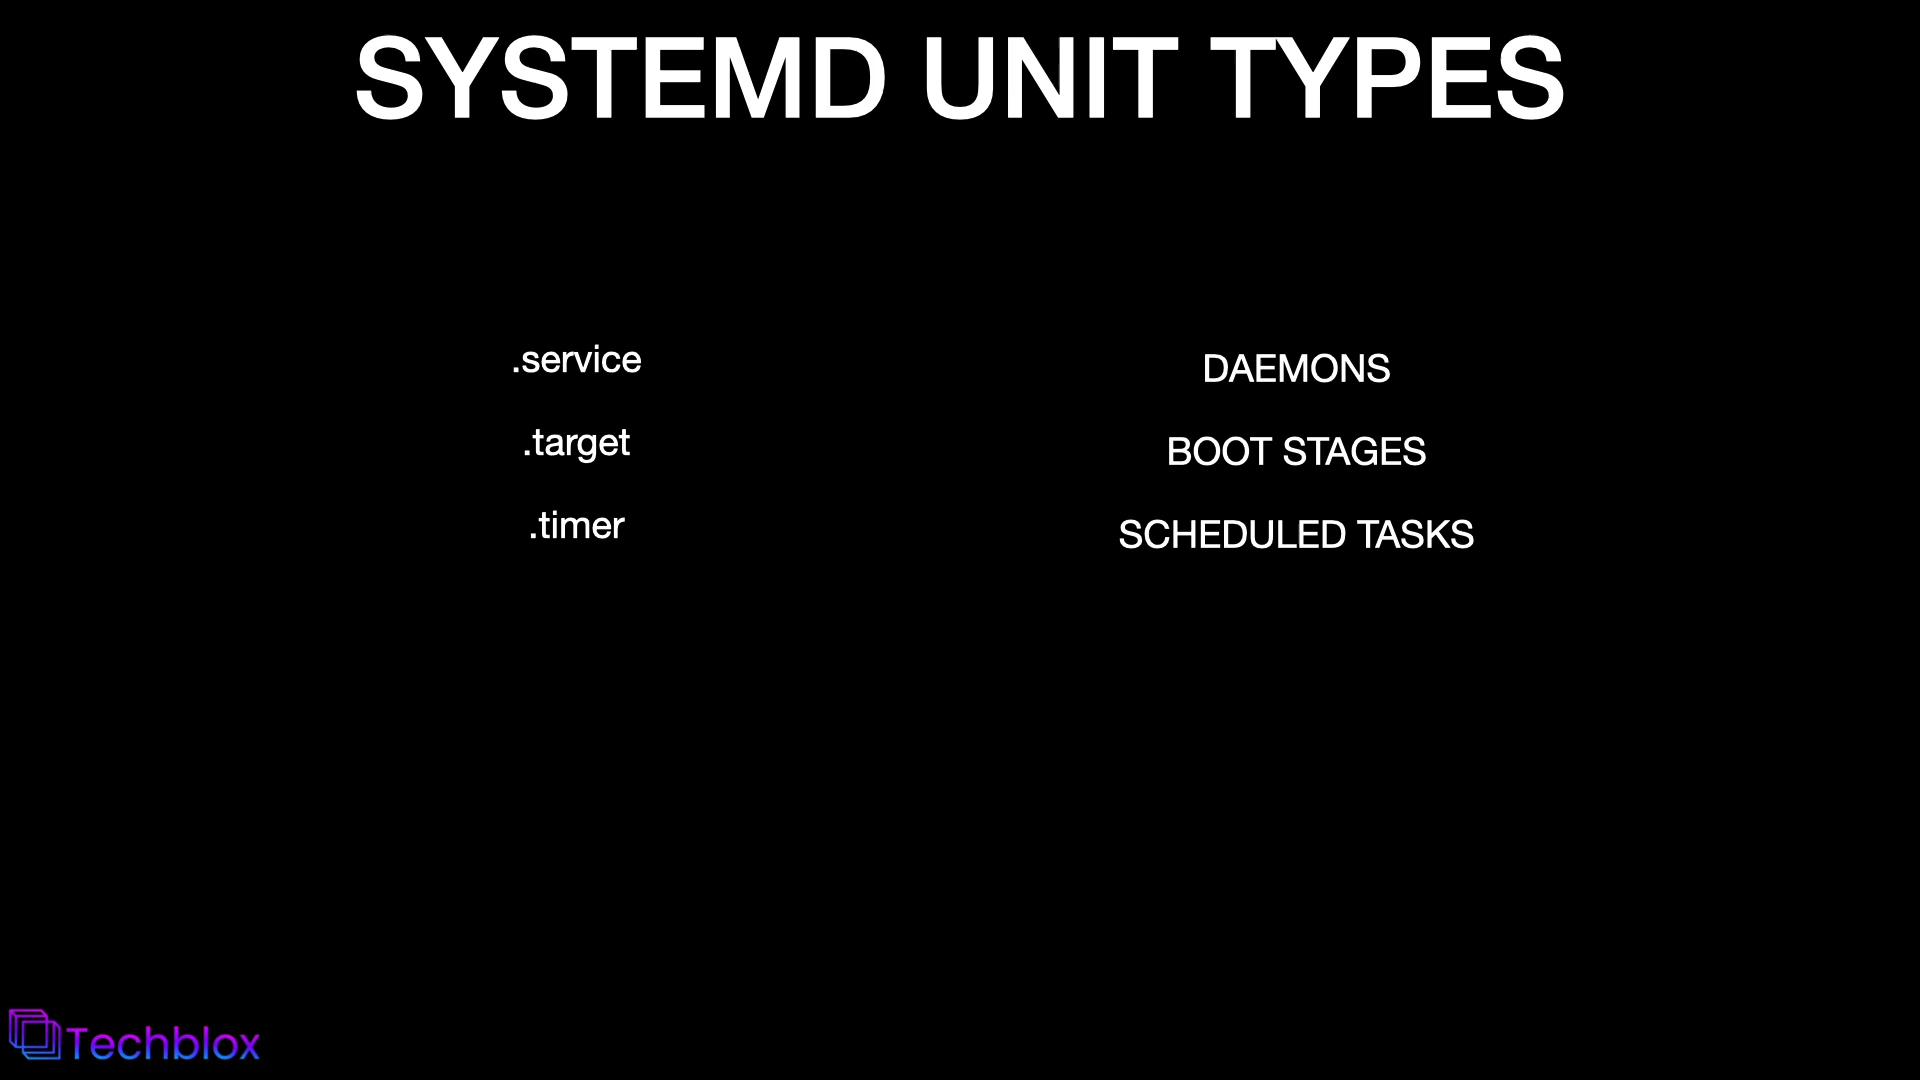 SYSTEMD UNIT TYPES
.service
DAEMONS
.target
BOOT STAGES
.timer
SCHEDULED TASKS
Techblox